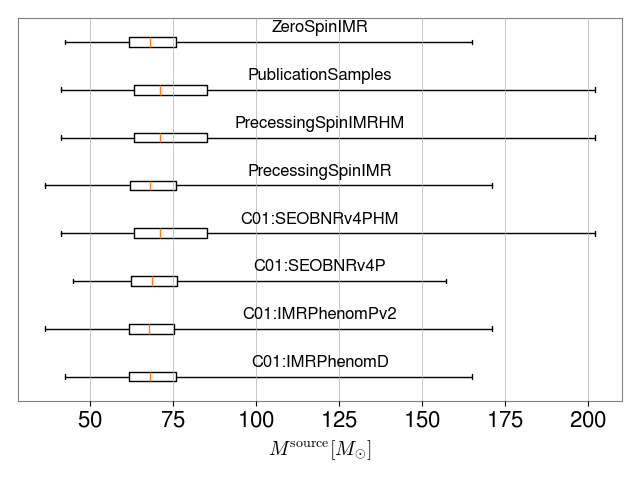 ZeroSpinIMR
PublicationSamples
PrecessingSpinIMRHM
PrecessingSpinIMR
C01:SEOBNRv4PHM
C01:SEOBNRv4P
C01:IMRPhenomPv2
C01:IMRPhenomD
50 75 100 125 150 175 200
M^source[M_⊙]